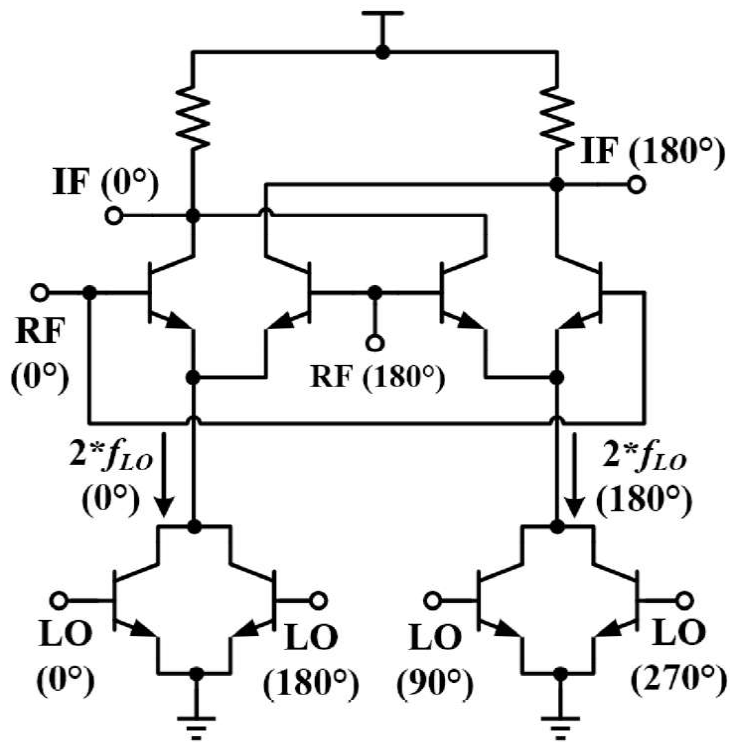 IF (0°)
IF (180°)
RF
(0°)
RF (180°)
2*fLO
(0°)
2*fLO
(180°)
LO
(0°)
LO
(180°)
LO
(90°)
LO
(270°)